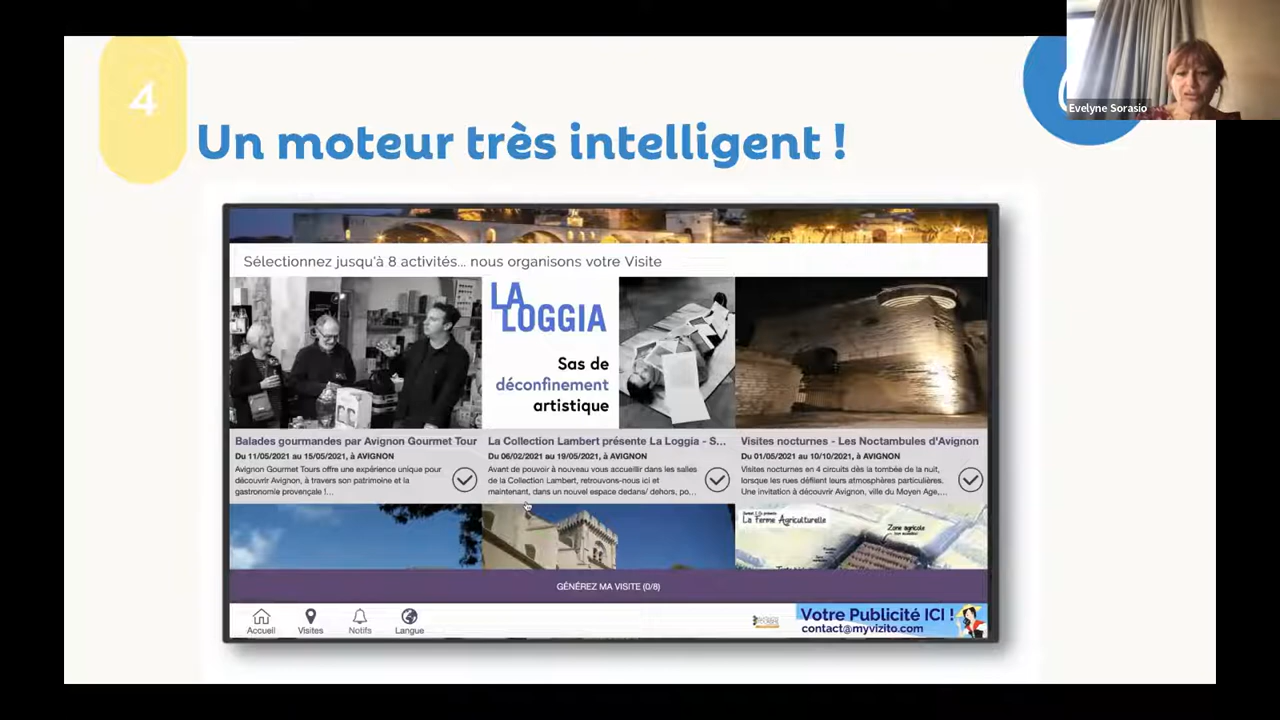 4
Un moteur très intelligent !
Evelyne Sorasio
Sélectionnez jusqu'à 8 activités... nous organisons votre Visite
LA
LOGGIA
Sas de
déconfinement
artistique
Balades gourmandes par Avignon Gourmet Tour
Du 11/05/2021 au 15/05/2021, à AVIGNON
Avignon Gourmet Tours offre une expérience unique pour
découvrir Avignon, à travers son patrimoine et la
gastronomie provençale !...
La Collection Lambert présente La Loggia - S...
Du 06/02/2021 au 19/05/2021, à AVIGNON
Avant de pouvoir à nouveau vous accueillir dans les salles
de la Collection Lambert, retrouvons-nous ici et
maintenant, dans un nouvel espace dedans/ dehors, po...
Visites nocturnes - Les Noctambules d'Avignon
Du 01/05/2021 au 10/10/2021, à AVIGNON
Visites nocturnes en 4 circuits dès la tombée de la nuit,
lorsque les rues défilent leurs atmosphères particulières.
Une invitation à découvrir Avignon, ville du Moyen Age,...
La Ferme Agriculturelle
Zone agricole
GÉNÉREZ MA VISITE (0/8)
Accueil
Visites
Notifs
Langue
Votre Publicité ICI !
contact@myvizito.com